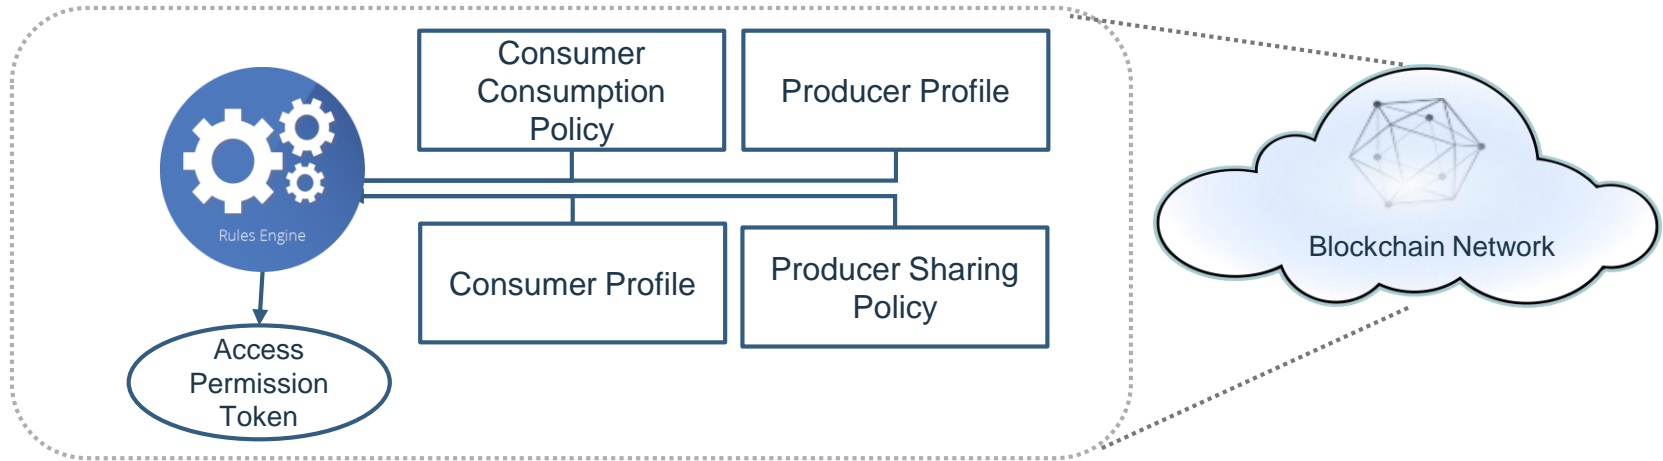 Consumer
Consumption
Policy
Producer Profile
Rules Engine
Consumer Profile
Producer Sharing
Policy
Access
Permission
Token
Blockchain Network